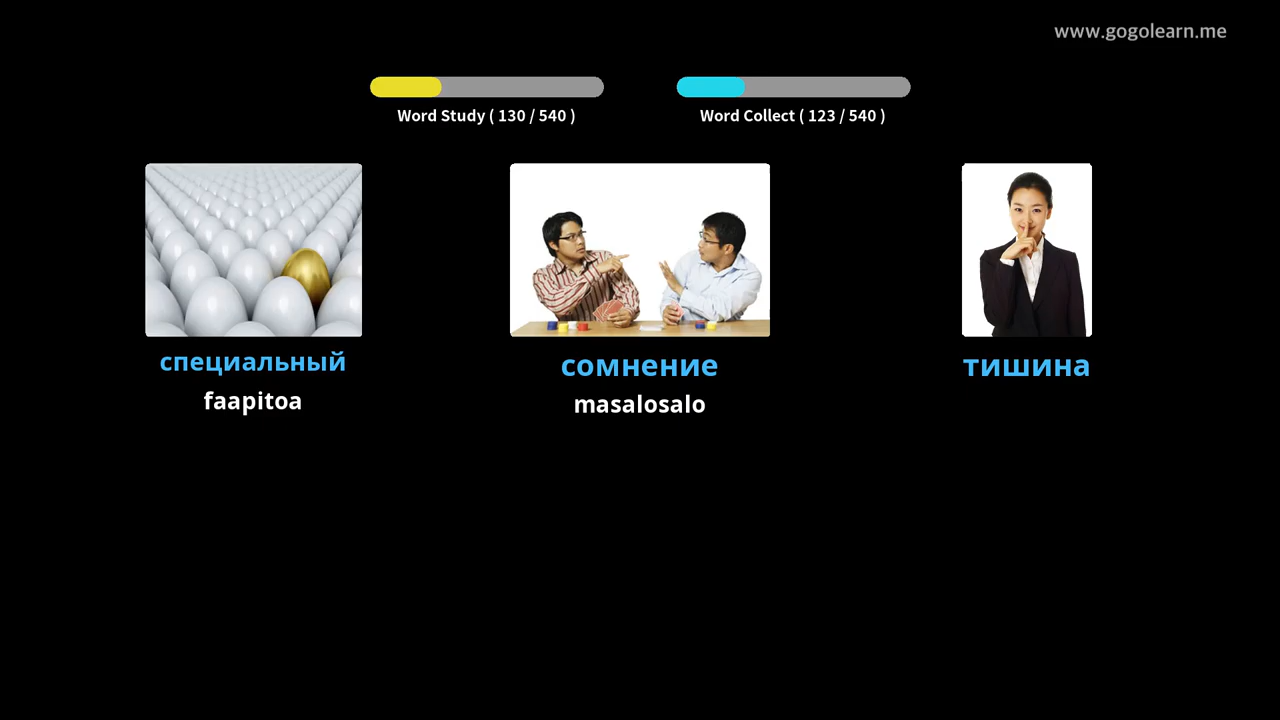 www.gogolearn.me
Word Study ( 130 / 540 )
Word Collect ( 123 / 540 )
специальный
faapitoa
сомнение
masalosalo
тишина